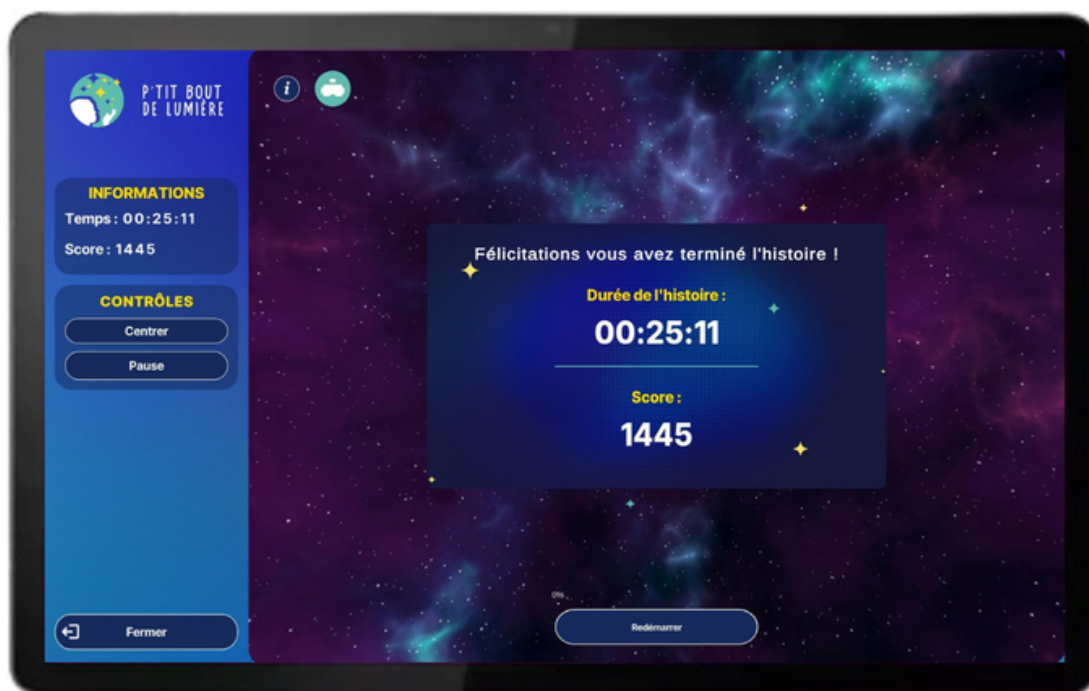 P'TIT BOUT
DE LUMIÈRE
INFORMATIONS
Temps : 00:25:11
Score : 1445
CONTRÔLES
Centrer
Pause
Fermer
i
Félicitations vous avez terminé l'histoire !
Durée de l'histoire :
00:25:11
Score :
1445
0%
Redémarrer